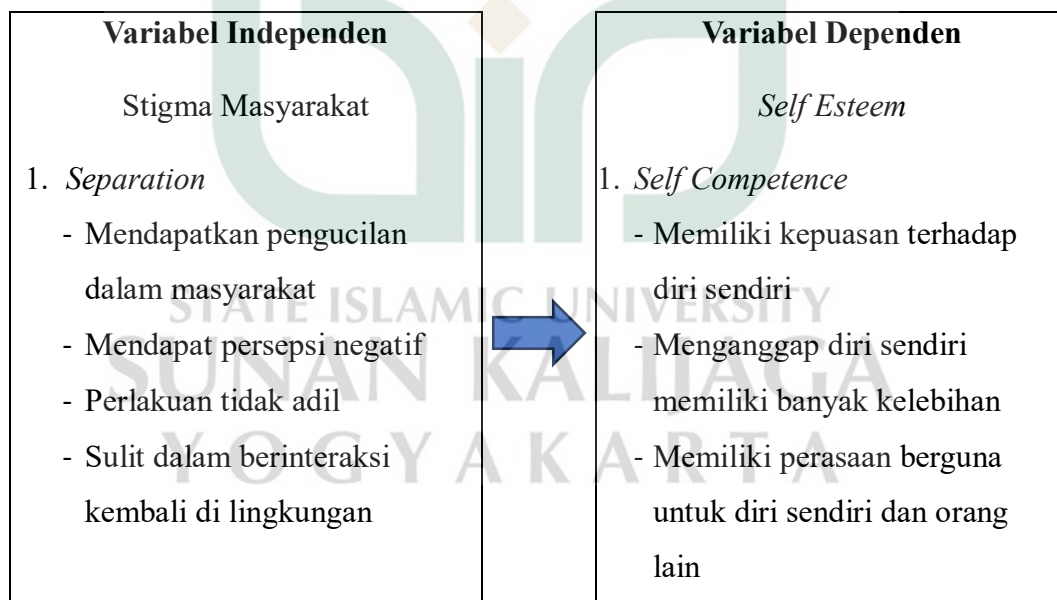 Variabel Independen
Stigma Masyarakat
1. Separation
- Mendapatkan pengucilan
dalam masyarakat
- Mendapat persepsi negatif
- Perlakuan tidak adil
- Sulit dalam berinteraksi
kembali di lingkungan
Variabel Dependen
Self Esteem
1. Self Competence
- Memiliki kepuasan terhadap
diri sendiri
- Menganggap diri sendiri
memiliki banyak kelebihan
- Memiliki perasaan berguna
untuk diri sendiri dan orang
lain
STATE ISLAMIC UNIVERSITY
SUNAN KALIJAGA
YOGYAKARTA